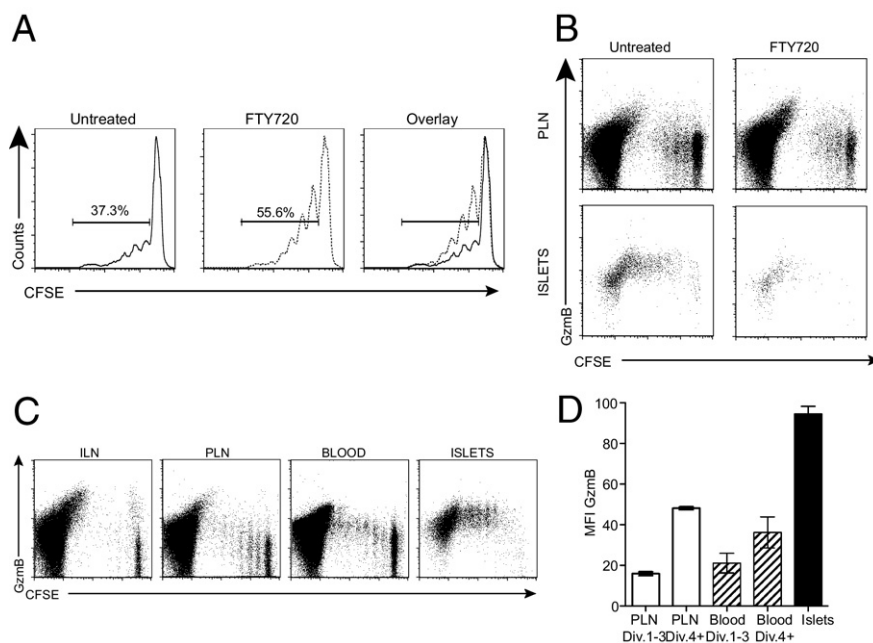 A
Untreated
FTY720
Overlay
37.3%
55.6%
Counts
CFSE
B
Untreated
FTY720
PLN
ISLETS
GzmB
CFSE
C
ILN
PLN
BLOOD
ISLETS
GzmB
CFSE
D
MFI GzmB
100
80
60
40
20
0
PLN PLN Blood Blood Islets
Div.1-3 Div.4+ Div.1-3 Div.4+